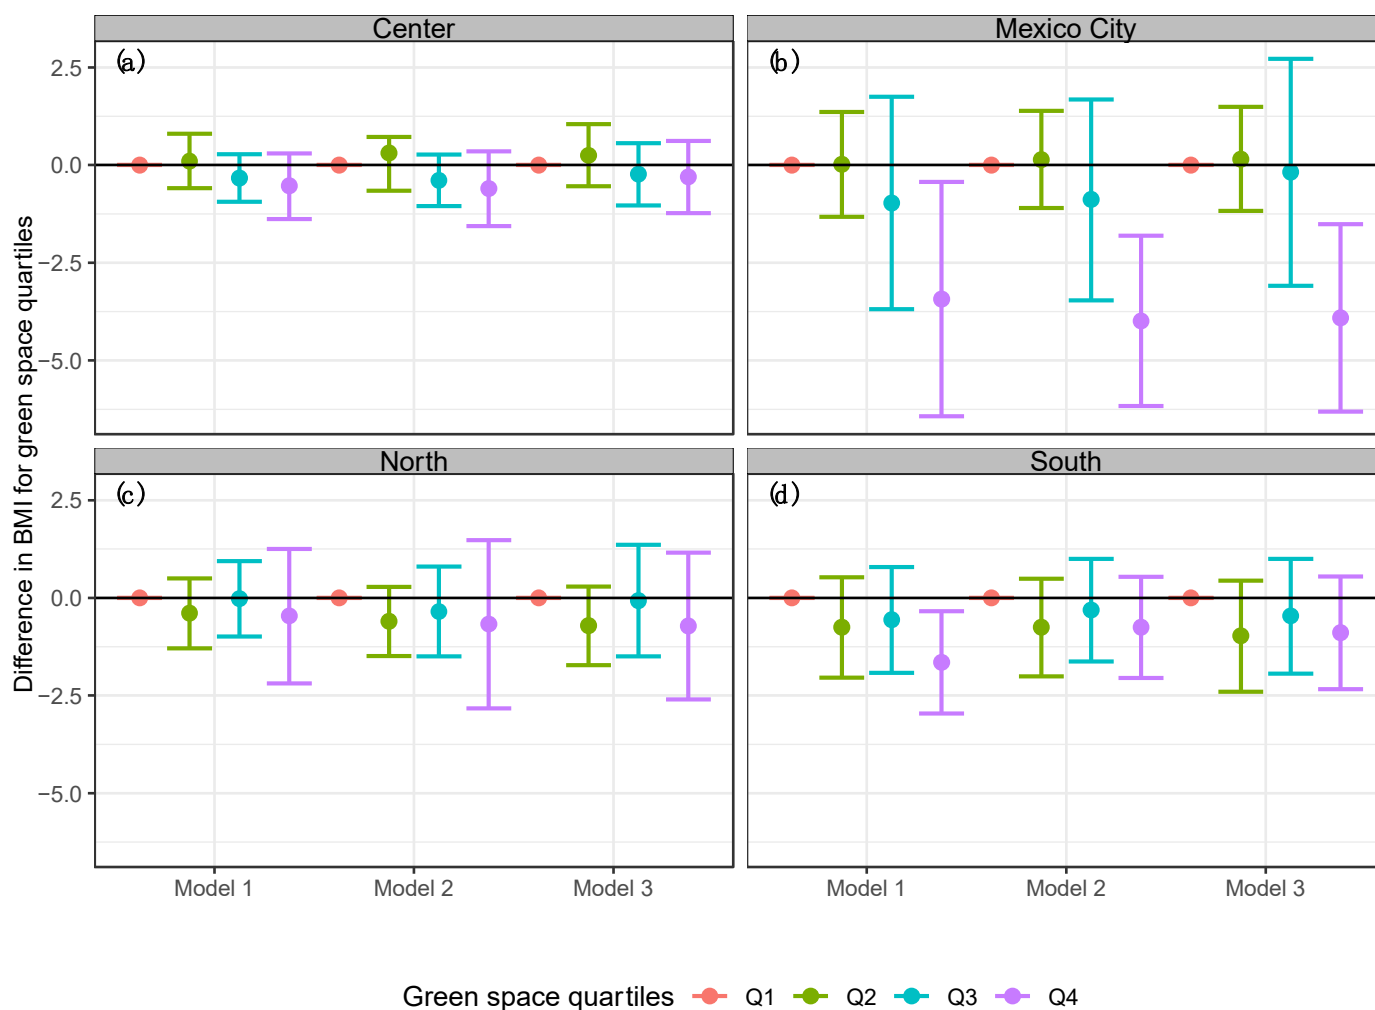 Center
Mexico City
(a)
(b)
2.5
0.0
−2.5
−5.0
North
South
(c)
(d)
2.5
0.0
−2.5
−5.0
Difference in BMI for green space quartiles
Model 1 Model 2 Model 3
Model 1 Model 2 Model 3
Green space quartiles Q1 Q2 Q3 Q4